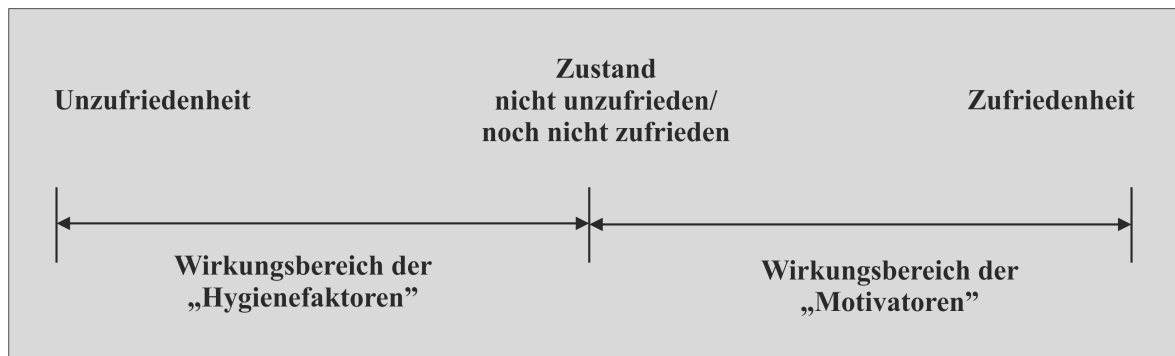 Unzufriedenheit
Zustand
nicht unzufrieden/
noch nicht zufrieden
Zufriedenheit
Wirkungsbereich der
„Hygienefaktoren”
Wirkungsbereich der
„Motivatoren”